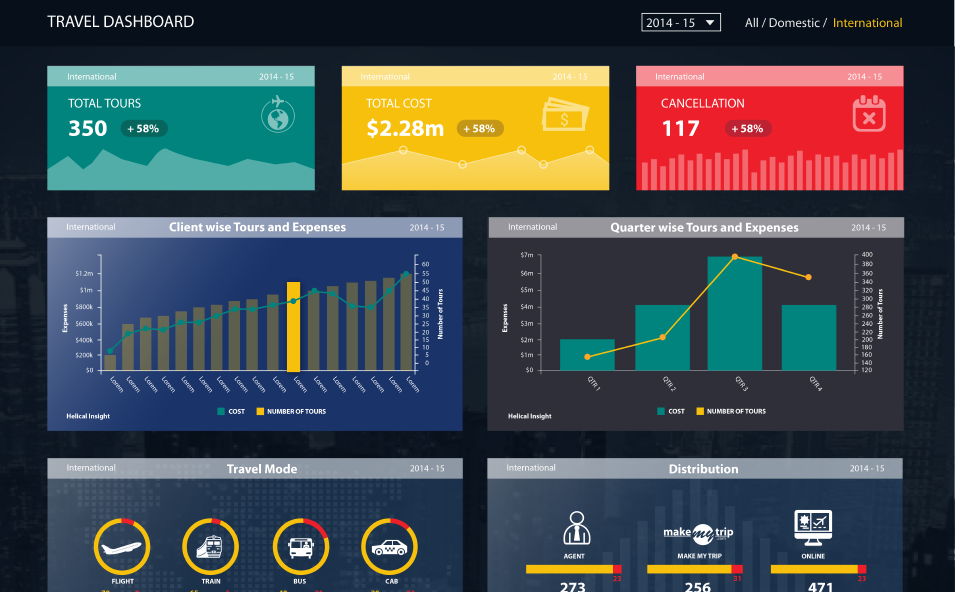 TRAVEL DASHBOARD
2014 - 15
All / Domestic / International
International 2014 - 15
TOTAL TOURS
350 + 58%
International 2014 - 15
TOTAL COST
$2.28m + 58%
$
International 2014 - 15
CANCELLATION
117 + 58%
International Client wise Tours and Expenses 2014 - 15
Expenses
$1.2m
$1m
$800k
$600k
$400k
$200k
$0
60
55
50
45
40
35
30
25
20
15
10
5
0
Number of Tours
Lorem Lorem Lorem Lorem Lorem Lorem Lorem Lorem Lorem Lorem Lorem Lorem Lorem Lorem Lorem Lorem Lorem
Helical Insight
COST NUMBER OF TOURS
International Quarter wise Tours and Expenses 2014 - 15
Expenses
$7m
$6m
$5m
$4m
$3m
$2m
$1m
$0
400
380
360
340
320
300
280
260
240
220
200
180
160
140
120
Number of Tours
QTR 1 QTR 2 QTR 3 QTR 4
Helical Insight
COST NUMBER OF TOURS
International Travel Mode 2014 - 15
FLIGHT TRAIN BUS CAB
International Distribution 2014 - 15
make my trip
.com
AGENT MAKE MY TRIP ONLINE
25 31 23
273 256 471